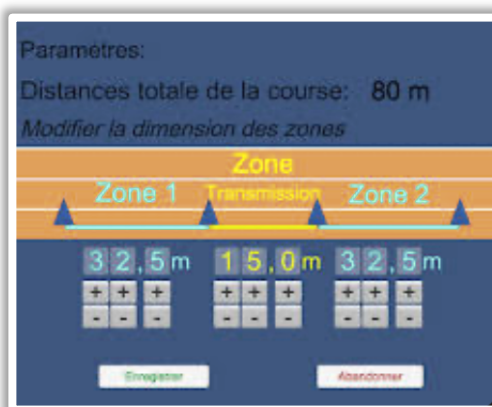 Paramètres:
Distances totale de la course: 80 m
Modifier la dimension des zones
Zone
Zone 1 Transmission Zone 2
32,5m 15,0m 32,5m
+ + + + + + + + +
- - - - - - - - -
Enregistrer Abandonner